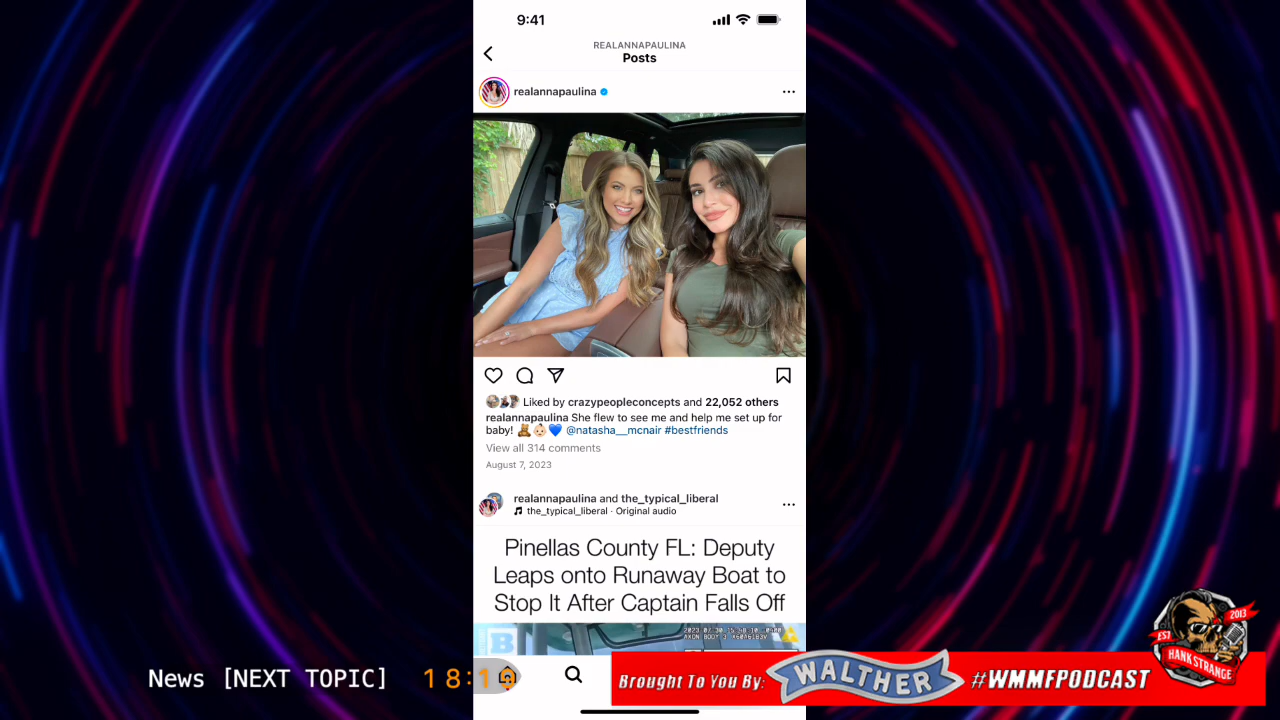 9:41
REALANNAPAULINA
Posts
realannapaulina
Liked by crazypeopleconcepts and 22,052 others
realannapaulina She flew to see me and help me set up for
baby! 🧸👶🏻💙 @natasha__mcnair #bestfriends
View all 314 comments
August 7, 2023
realannapaulina and the_typical_liberal
the_typical_liberal · Original audio
Pinellas County FL: Deputy
Leaps onto Runaway Boat to
Stop It After Captain Falls Off
B
News [NEXT TOPIC]
Brought To You By:
WALTHER
#WMMFPODCAST
EST
2013
HANK STRANGE